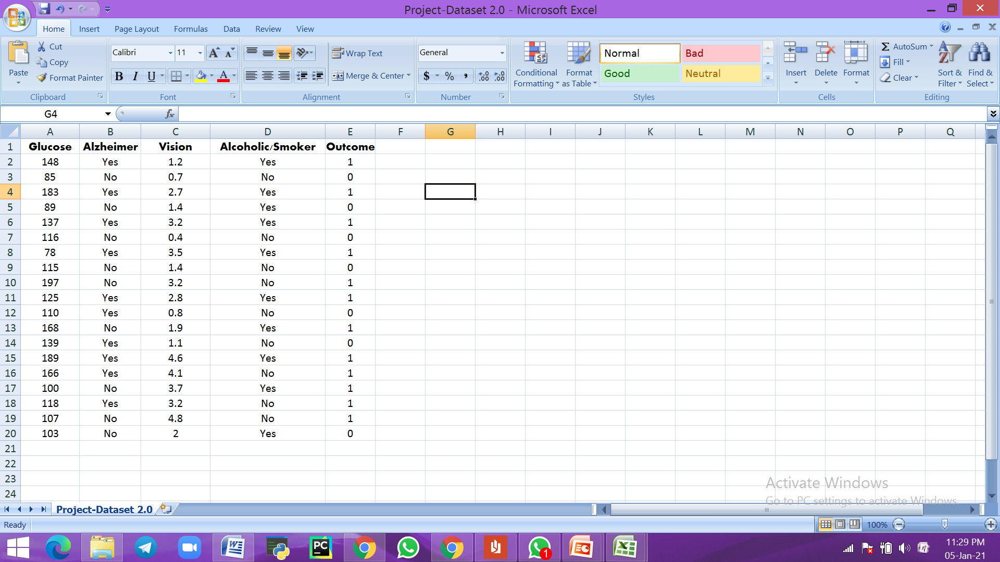 Project-Dataset 2.0 - Microsoft Excel
Home Insert Page Layout Formulas Data Review View
Paste
Cut
Copy
Format Painter
Clipboard
Calibri 11
B I U
Font
Wrap Text
Merge & Center
Alignment
General
$ % ,
Number
Conditional Formatting
Format as Table
Normal Bad
Good Neutral
Styles
Insert Delete Format
Cells
AutoSum
Fill
Clear
Sort & Filter
Find & Select
Editing
G4 fx
A B C D E F G H I J K L M N O P Q
1 Glucose Alzheimer Vision Alcoholic/Smoker Outcome
2 148 Yes 1.2 Yes 1
3 85 No 0.7 No 0
4 183 Yes 2.7 Yes 1
5 89 No 1.4 Yes 0
6 137 Yes 3.2 Yes 1
7 116 No 0.4 No 0
8 78 Yes 3.5 Yes 1
9 115 No 1.4 No 0
10 197 No 3.2 No 1
11 125 Yes 2.8 Yes 1
12 110 Yes 0.8 No 0
13 168 No 1.9 Yes 1
14 139 Yes 1.1 No 0
15 189 Yes 4.6 Yes 1
16 166 Yes 4.1 No 1
17 100 No 3.7 Yes 1
18 118 Yes 3.2 No 1
19 107 No 4.8 No 1
20 103 No 2 Yes 0
21
22
23
24
Activate Windows
Go to PC settings to activate Windows.
Project-Dataset 2.0
Ready 100%
PC
1
11:29 PM
05-Jan-21